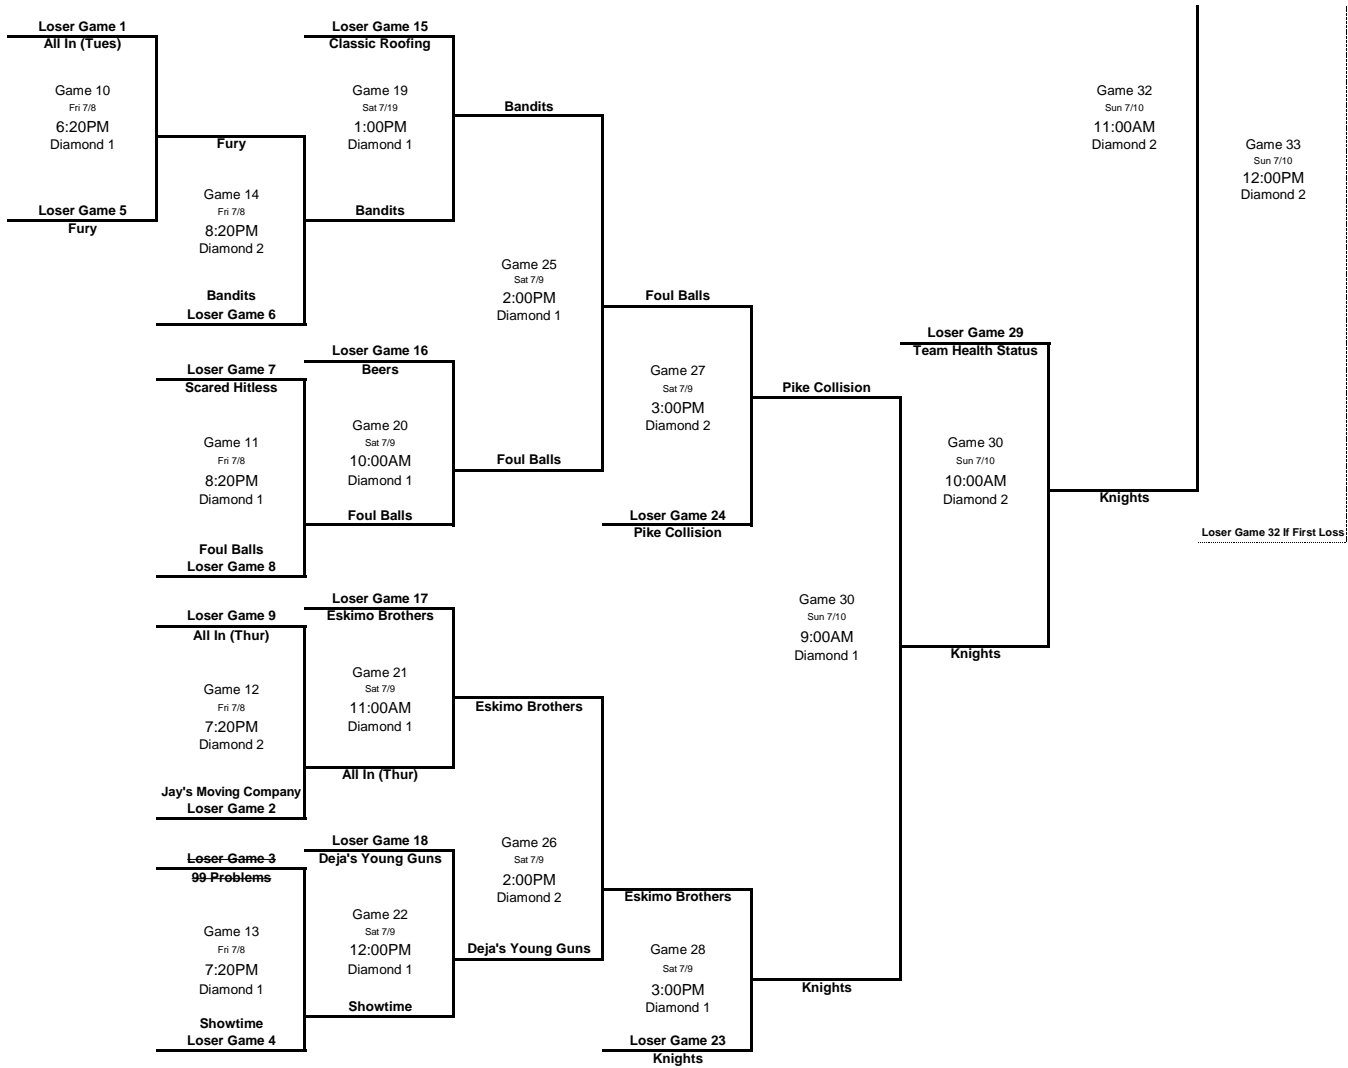 Loser Game 1
All In (Tues)
Game 10
Fri 7/8
6:20PM
Diamond 1
Loser Game 5
Fury
Fury
Game 14
Fri 7/8
8:20PM
Diamond 2
Bandits
Loser Game 6
Loser Game 7
Scared Hitless
Game 11
Fri 7/8
8:20PM
Diamond 1
Foul Balls
Loser Game 8
Loser Game 9
All In (Thur)
Game 12
Fri 7/8
7:20PM
Diamond 2
Jay's Moving Company
Loser Game 2
Loser Game 3
99 Problems
Game 13
Fri 7/8
7:20PM
Diamond 1
Showtime
Loser Game 4
Loser Game 15
Classic Roofing
Game 19
Sat 7/19
1:00PM
Diamond 1
Bandits
Loser Game 16
Beers
Game 20
Sat 7/9
10:00AM
Diamond 1
Foul Balls
Loser Game 17
Eskimo Brothers
Game 21
Sat 7/9
11:00AM
Diamond 1
All In (Thur)
Loser Game 18
Deja's Young Guns
Game 22
Sat 7/9
12:00PM
Diamond 1
Showtime
Bandits
Game 25
Sat 7/9
2:00PM
Diamond 1
Foul Balls
Eskimo Brothers
Game 26
Sat 7/9
2:00PM
Diamond 2
Deja's Young Guns
Foul Balls
Game 27
Sat 7/9
3:00PM
Diamond 2
Loser Game 24
Pike Collision
Eskimo Brothers
Game 28
Sat 7/9
3:00PM
Diamond 1
Loser Game 23
Knights
Pike Collision
Game 30
Sun 7/10
9:00AM
Diamond 1
Knights
Loser Game 29
Team Health Status
Game 30
Sun 7/10
10:00AM
Diamond 2
Knights
Game 32
Sun 7/10
11:00AM
Diamond 2
Knights
Game 33
Sun 7/10
12:00PM
Diamond 2
Loser Game 32 If First Loss